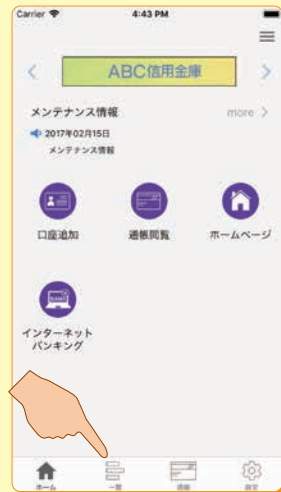 Carrier 4:43 PM
ABC信用金庫
メンテナンス情報 more >
2017年02月15日
メンテナンス情報
口座追加 通帳閲覧 ホームページ
インターネット
バンキング
ホーム 一覧 通帳 設定